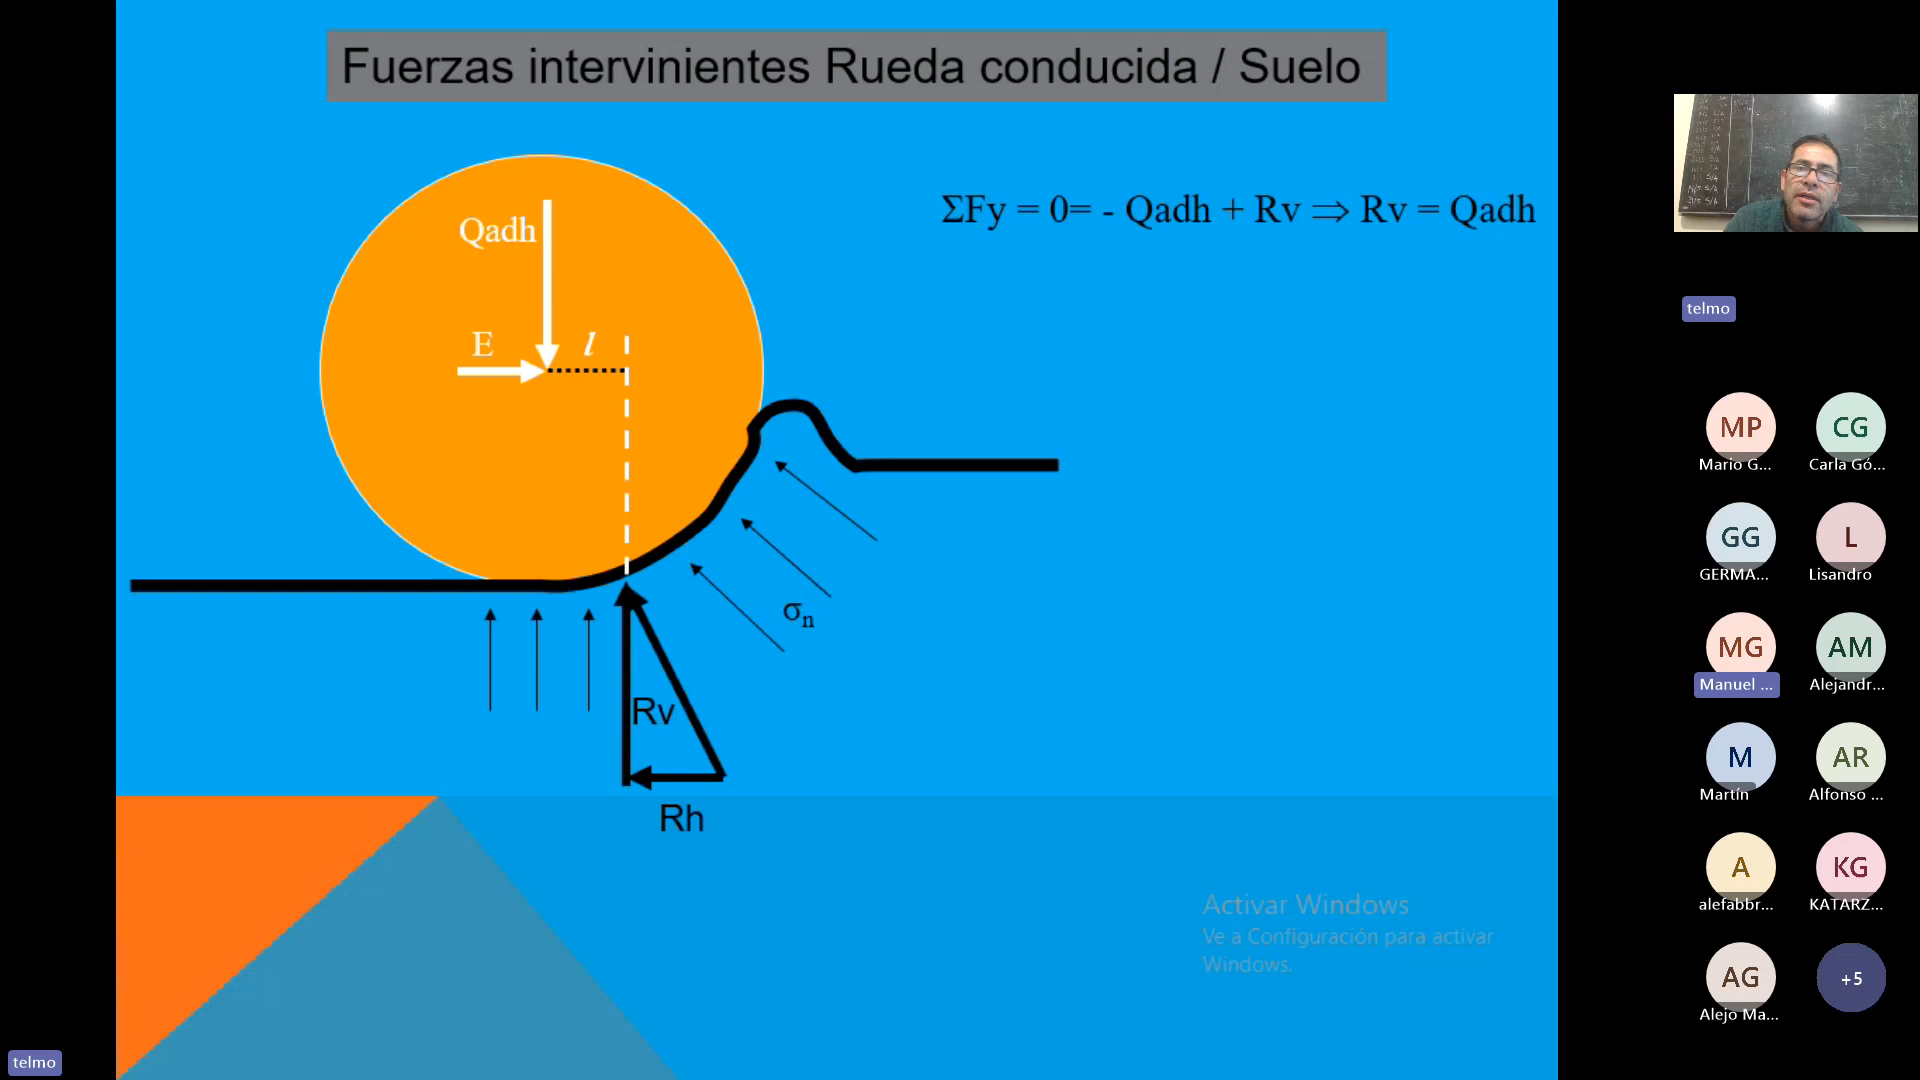 Fuerzas intervinientes Rueda conducida / Suelo
ΣFy = 0= - Qadh + Rv ⇒ Rv = Qadh
Qadh
E
l
σn
Rv
Rh
Activar Windows
Ve a Configuración para activar
Windows.
telmo
telmo
MP
Mario G...
CG
Carla Gó...
GG
GERMA...
L
Lisandro
MG
Manuel ...
AM
Alejandr...
M
Martín
AR
Alfonso ...
A
alefabbr...
KG
KATARZ...
AG
Alejo Ma...
+5